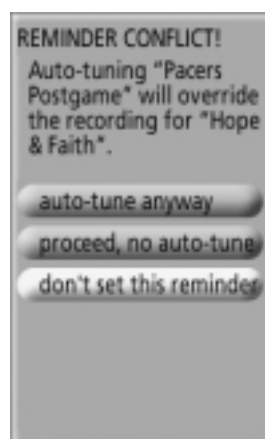 REMINDER CONFLICT!
Auto-tuning "Pacers
Postgame" will override
the recording for "Hope
& Faith".
auto-tune anyway
proceed, no auto-tune
don't set this reminder